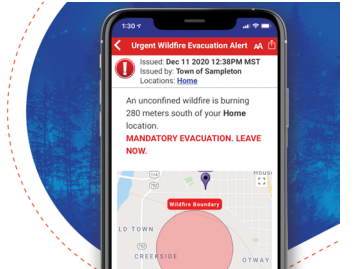 1:30
Urgent Wildfire Evacuation Alert AA
Issued: Dec 11 2020 12:38PM MST
Issued by: Town of Sampleton
Locations: Home
An unconfined wildfire is burning
280 meters south of your Home
location.
MANDATORY EVACUATION. LEAVE
NOW.
Wildfire Boundary
LD TOWN
CREEKSIDE
OTWAY